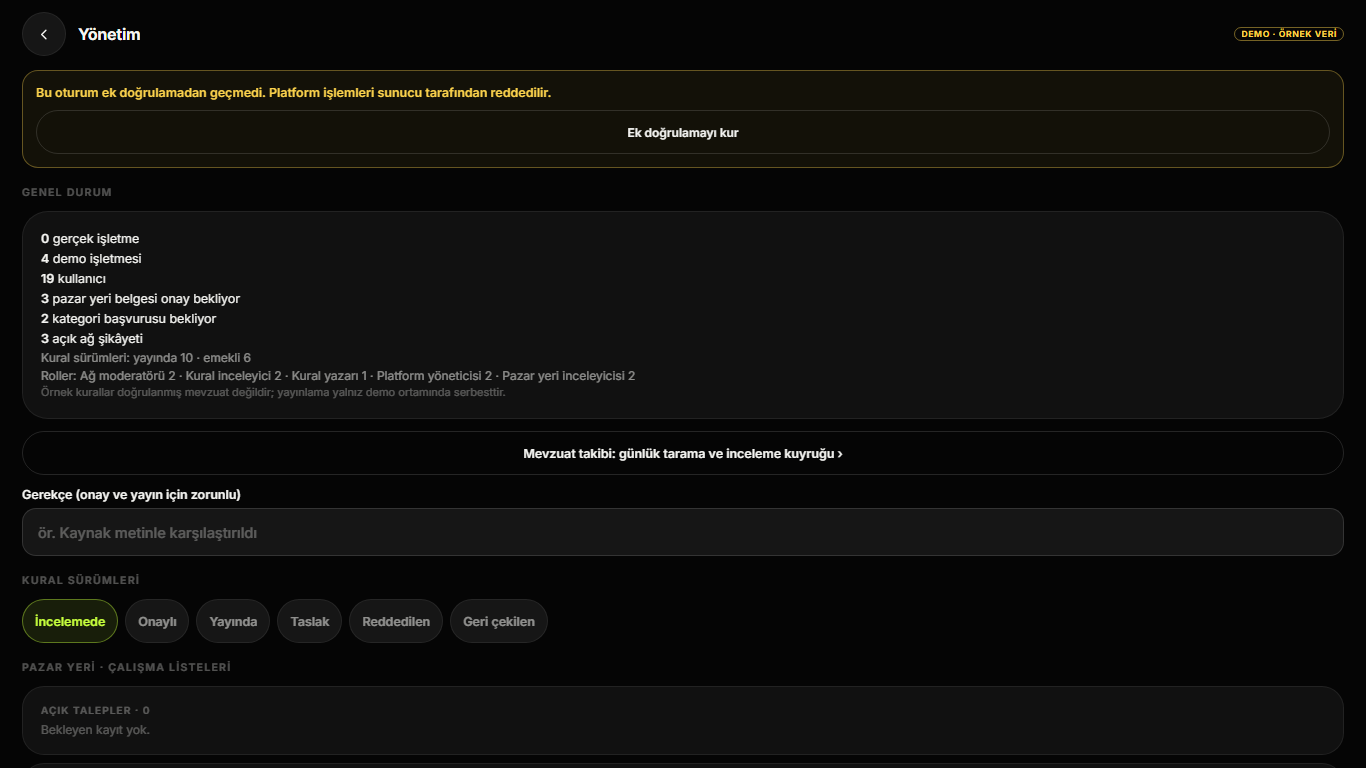 Yönetim
DEMO · ÖRNEK VERİ
Bu oturum ek doğrulamadan geçmedi. Platform işlemleri sunucu tarafından reddedilir.
Ek doğrulamayı kur
GENEL DURUM
0 gerçek işletme
4 demo işletmesi
19 kullanıcı
3 pazar yeri belgesi onay bekliyor
2 kategori başvurusu bekliyor
3 açık ağ şikâyeti
Kural sürümleri: yayında 10 · emekli 6
Roller: Ağ moderatörü 2 · Kural inceleyici 2 · Kural yazarı 1 · Platform yöneticisi 2 · Pazar yeri inceleyicisi 2
Örnek kurallar doğrulanmış mevzuat değildir; yayınlama yalnız demo ortamında serbesttir.
Mevzuat takibi: günlük tarama ve inceleme kuyruğu ›
Gerekçe (onay ve yayın için zorunlu)
ör. Kaynak metinle karşılaştırıldı
KURAL SÜRÜMLERİ
İncelemede
Onaylı
Yayında
Taslak
Reddedilen
Geri çekilen
PAZAR YERİ · ÇALIŞMA LİSTELERİ
AÇIK TALEPLER · 0
Bekleyen kayıt yok.